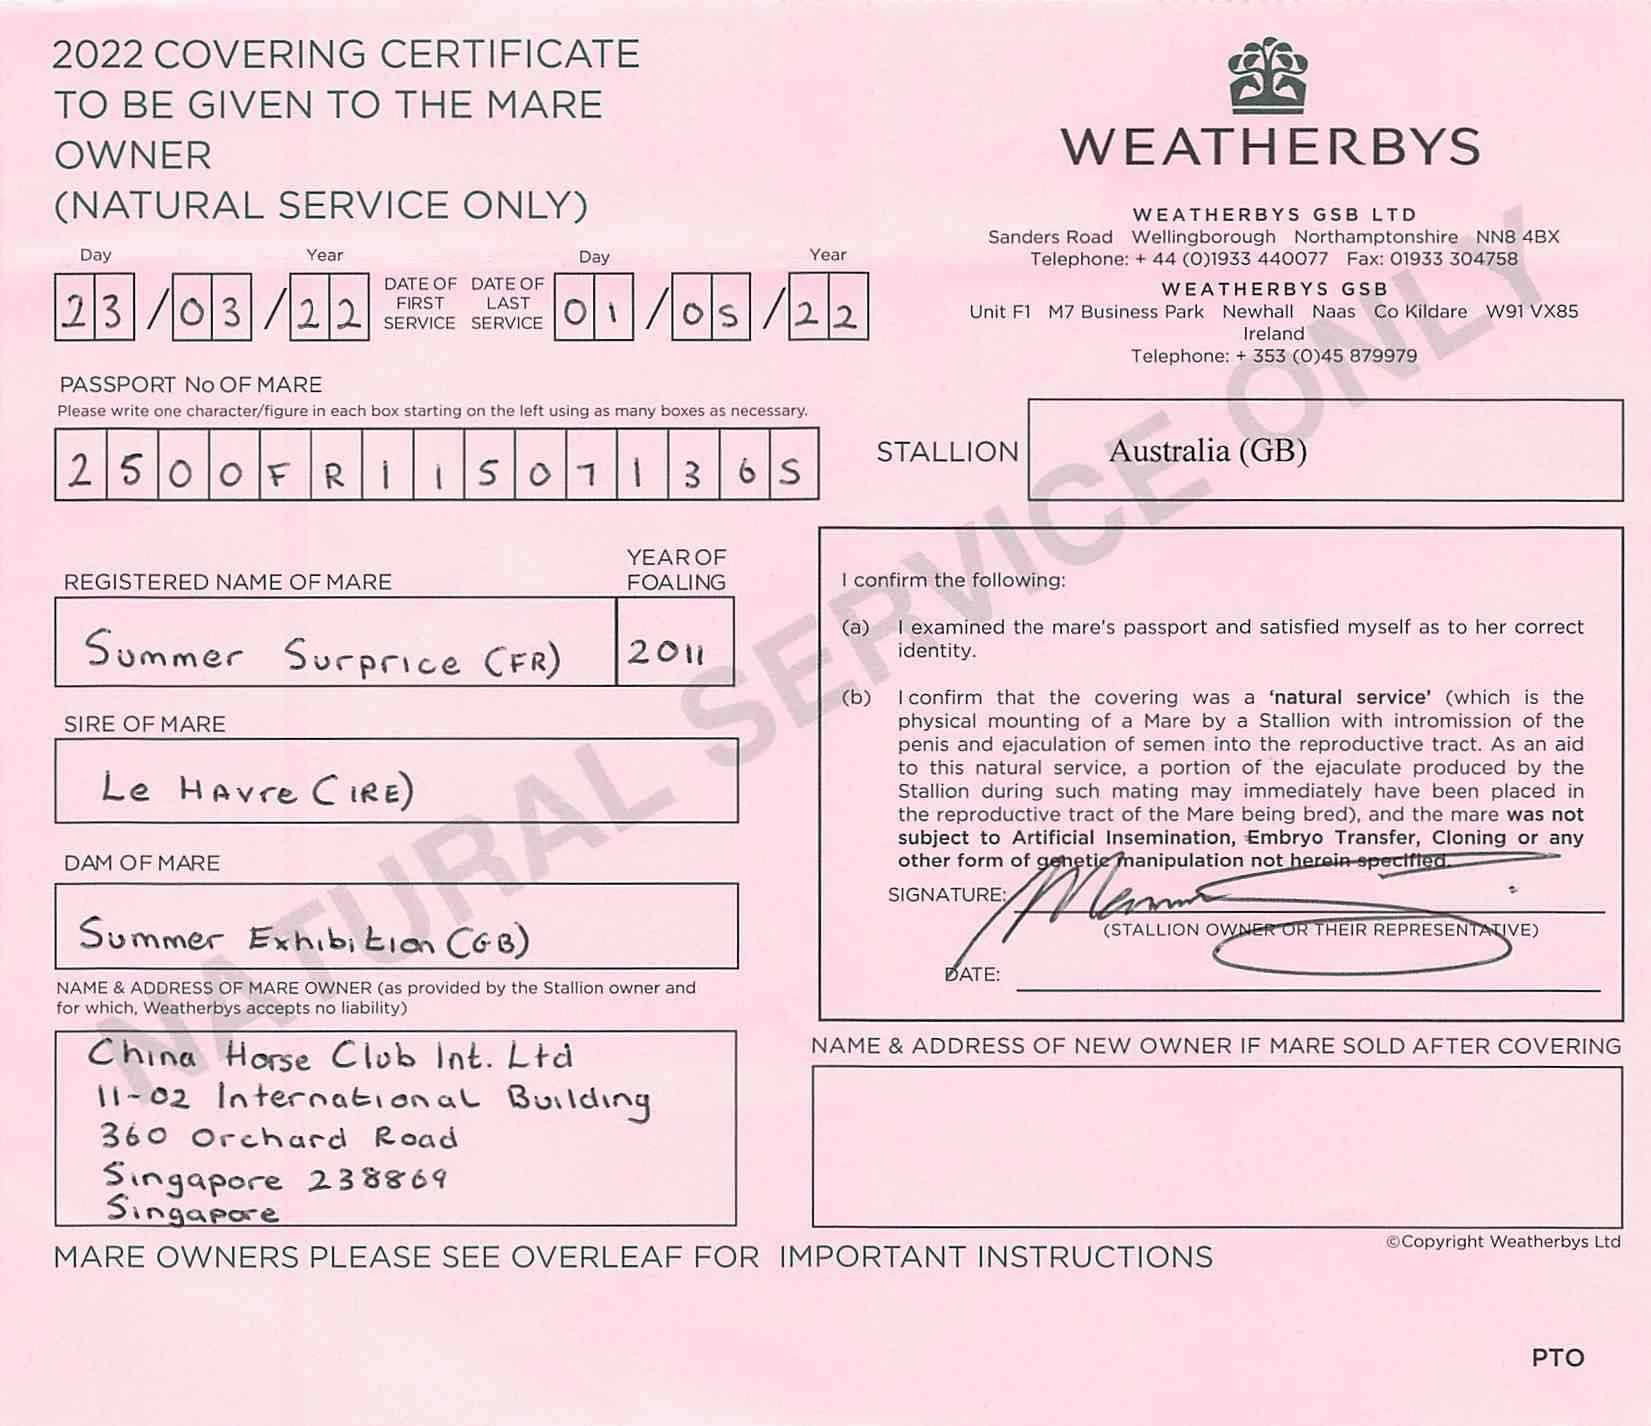 2022 COVERING CERTIFICATE
TO BE GIVEN TO THE MARE
OWNER
(NATURAL SERVICE ONLY)
WEATHERBYS
WEATHERBYS GSB LTD
Sanders Road Wellingborough Northamptonshire NN8 4BX
Telephone: + 44 (0)1933 440077 Fax: 01933 304758
WEATHERBYS GSB
Unit F1 M7 Business Park Newhall Naas Co Kildare W91 VX85
Ireland
Telephone: + 353 (0)45 879979
Day Year
23/03/22
DATE OF FIRST SERVICE
DATE OF LAST SERVICE
Day Year
01/05/22
PASSPORT No OF MARE
Please write one character/figure in each box starting on the left using as many boxes as necessary.
2500FR11507136S
STALLION
Australia (GB)
REGISTERED NAME OF MARE
YEAR OF
FOALING
Summer Surprice (FR)
2011
SIRE OF MARE
Le HAvre (IRE)
DAM OF MARE
Summer Exhibition (GB)
NAME & ADDRESS OF MARE OWNER (as provided by the Stallion owner and
for which, Weatherbys accepts no liability)
China Horse Club Int. Ltd
11-02 International Building
360 Orchard Road
Singapore 238869
Singapore
I confirm the following:
(a) I examined the mare's passport and satisfied myself as to her correct
identity.
(b) I confirm that the covering was a 'natural service' (which is the
physical mounting of a Mare by a Stallion with intromission of the
penis and ejaculation of semen into the reproductive tract. As an aid
to this natural service, a portion of the ejaculate produced by the
Stallion during such mating may immediately have been placed in
the reproductive tract of the Mare being bred), and the mare was not
subject to Artificial Insemination, Embryo Transfer, Cloning or any
other form of genetic manipulation not herein specified.
SIGNATURE:
(STALLION OWNER OR THEIR REPRESENTATIVE)
DATE:
NAME & ADDRESS OF NEW OWNER IF MARE SOLD AFTER COVERING
©Copyright Weatherbys Ltd
MARE OWNERS PLEASE SEE OVERLEAF FOR IMPORTANT INSTRUCTIONS
PTO
NATURAL SERVICE ONLY